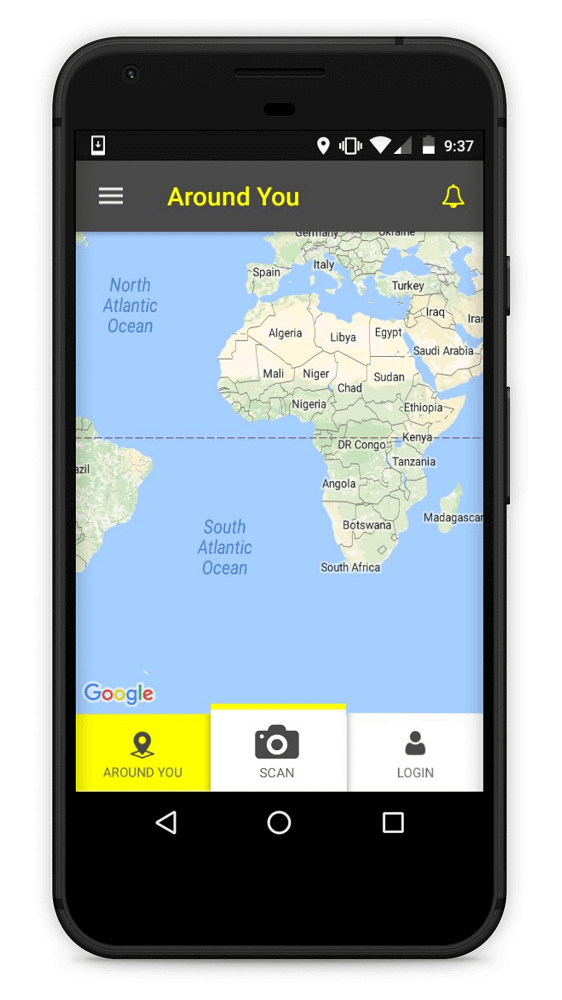 9:37
Around You
Germany
Ukraine
Italy
Spain
North
Atlantic
Ocean
Turkey
Iraq
Iran
Algeria
Libya
Egypt
Saudi Arabia
Mali
Niger
Chad
Sudan
Nigeria
Ethiopia
DR Congo
Kenya
azil
Tanzania
Angola
Madagascar
South
Atlantic
Ocean
Botswana
South Africa
Google
AROUND YOU
SCAN
LOGIN